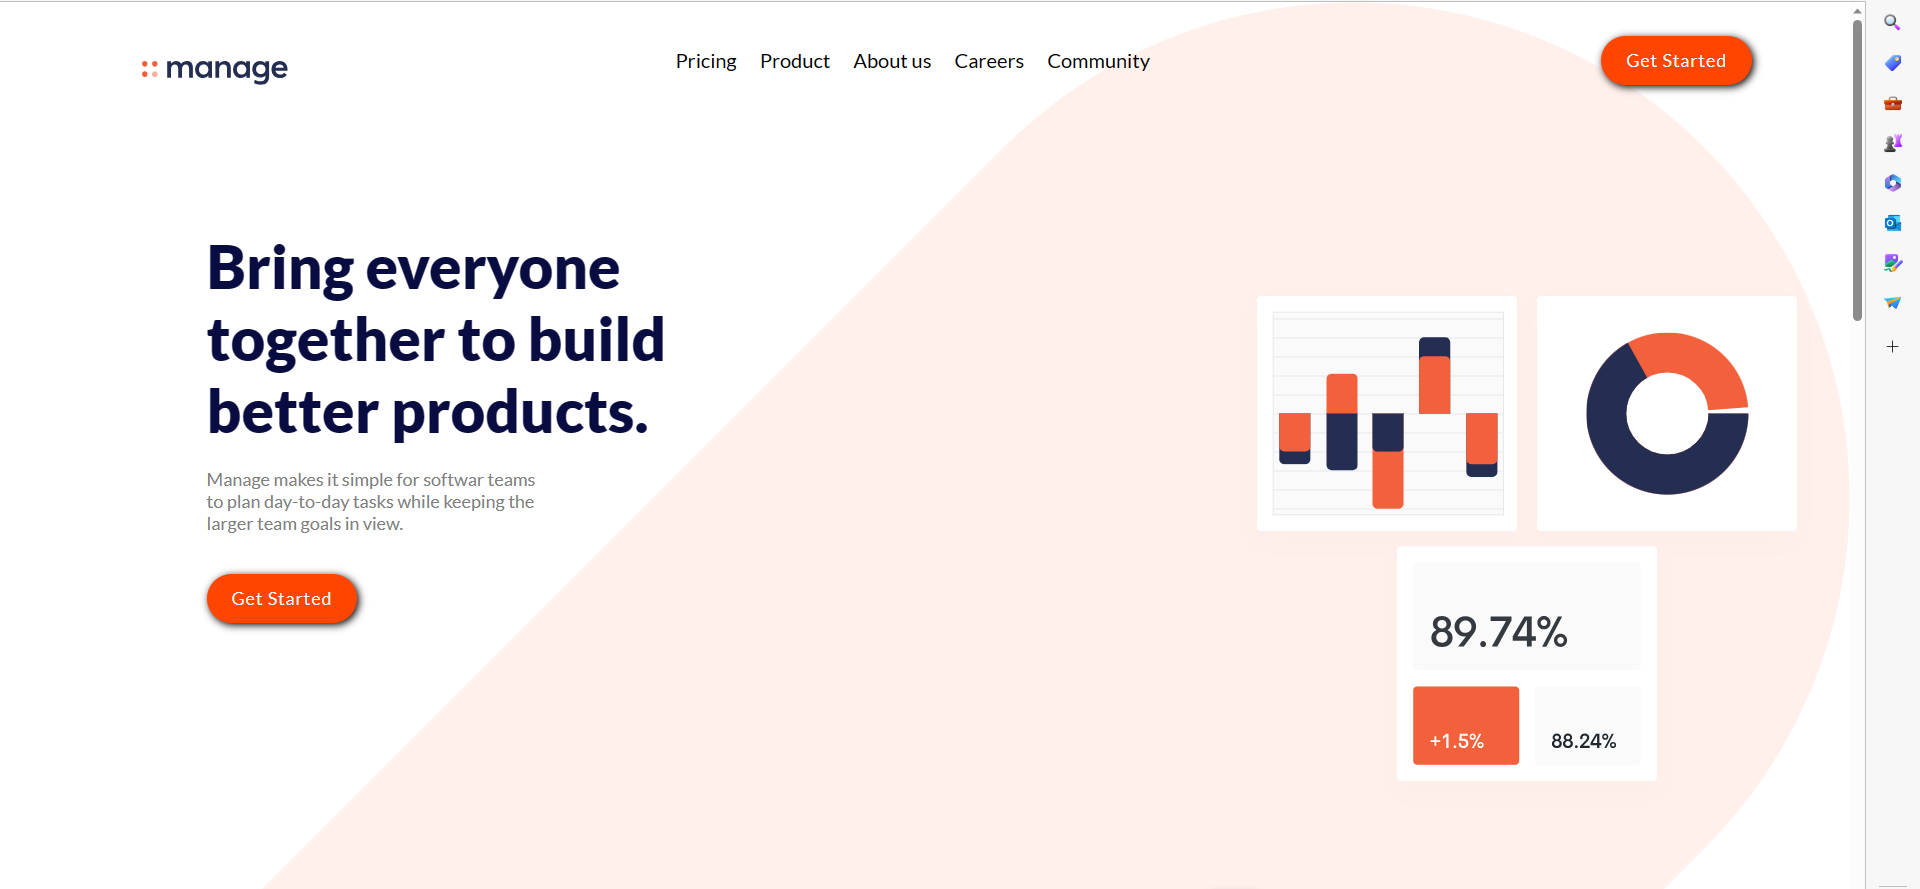 manage
Pricing Product About us Careers Community
Get Started
Bring everyone
together to build
better products.
Manage makes it simple for softwar teams
to plan day-to-day tasks while keeping the
larger team goals in view.
Get Started
89.74%
+1.5%
88.24%